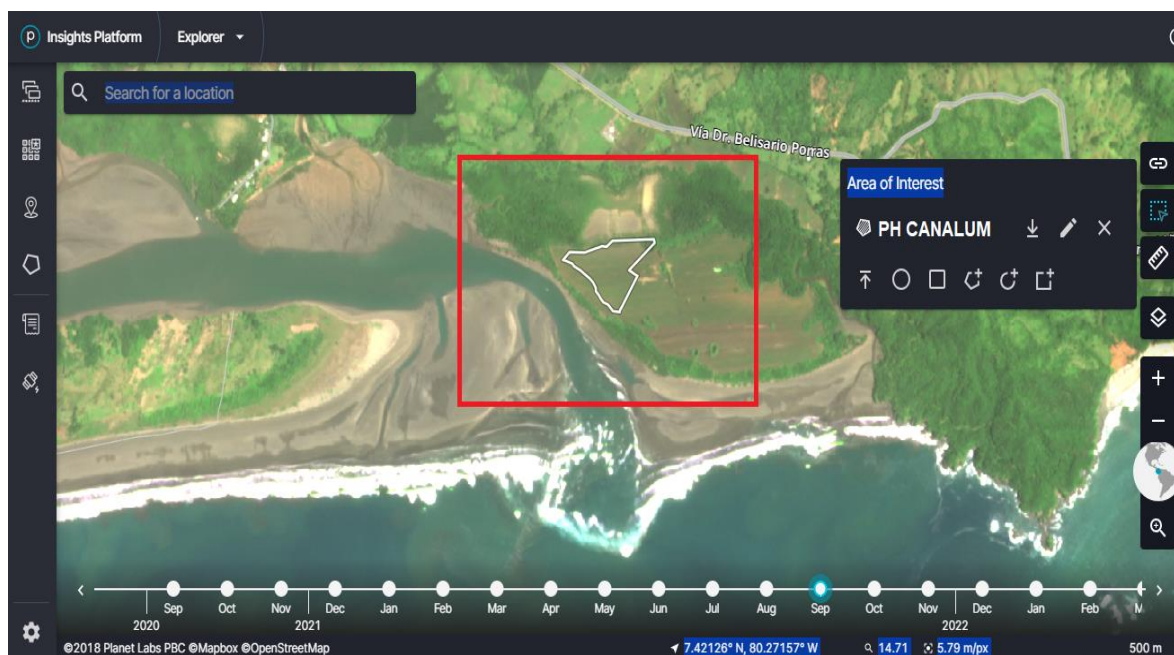 Insights Platform Explorer
Search for a location
Vía Dr. Belisario Porras
Area of Interest
PH CANALUM
Sep Oct Nov Dec Jan Feb Mar Apr May Jun Jul Aug Sep Oct Nov Dec Jan Feb
2020 2021 2022
©2018 Planet Labs PBC ©Mapbox ©OpenStreetMap 7.42126° N, 80.27157° W 14.71 5.79 m/px 500 m